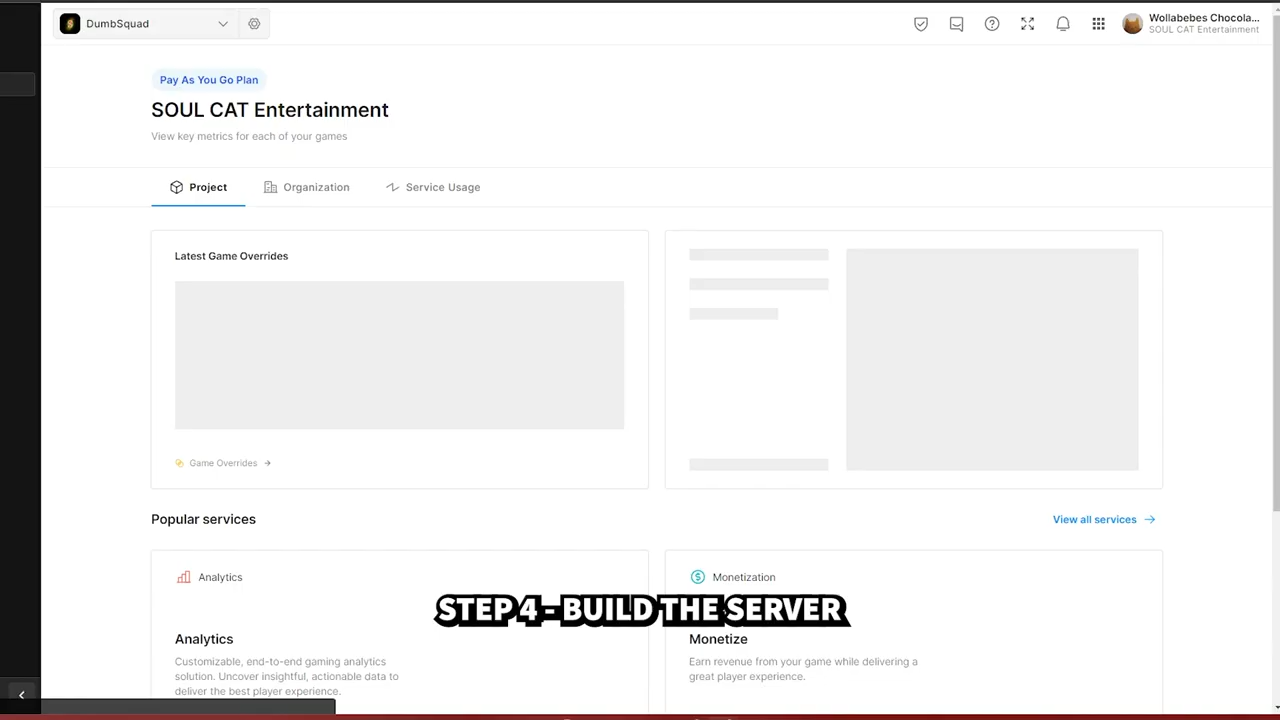 DumbSquad
Wollabebes Chocola...
SOUL CAT Entertainment
Pay As You Go Plan
SOUL CAT Entertainment
View key metrics for each of your games
Project
Organization
Service Usage
Latest Game Overrides
Game Overrides
Popular services
View all services
Analytics
Monetization
STEP 4 - BUILD THE SERVER
Analytics
Customizable, end-to-end gaming analytics
solution. Uncover insightful, actionable data to
deliver the best player experience.
Monetize
Earn revenue from your game while delivering a
great player experience.